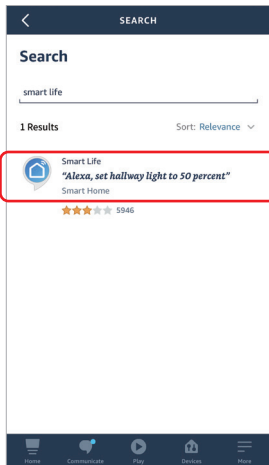 SEARCH
Search
smart life
1 Results Sort: Relevance
Smart Life
“Alexa, set hallway light to 50 percent”
Smart Home
5946
Home Communicate Play Devices More